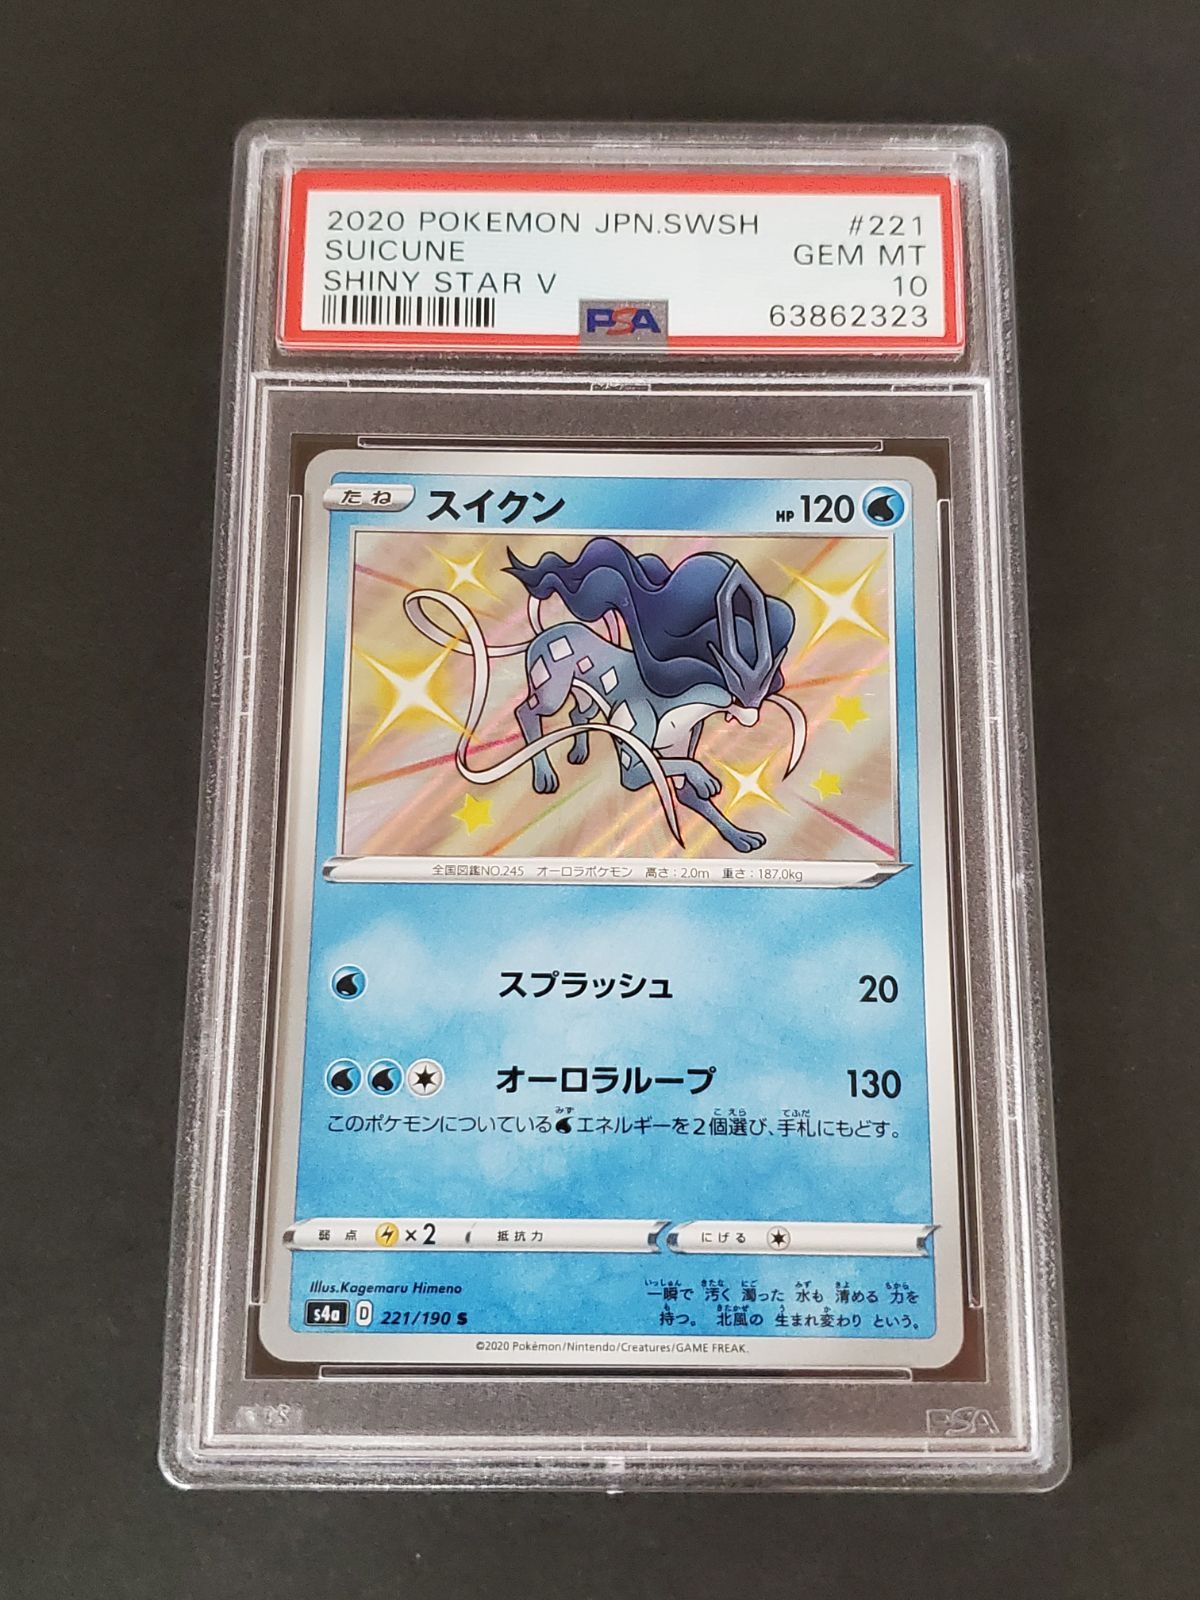 2020 POKEMON JPN.SWSH #221
SUICUNE GEM MT
SHINY STAR V 10
63862323
PSA
たね スイクン HP 120
全国図鑑NO.245 オーロラポケモン 高さ:2.0m 重さ:187.0kg
スプラッシュ 20
オーロラループ 130
このポケモンについているエネルギーを2個選び、手札にもどす。
弱点 ×2 抵抗力 にげる
Illus.Kagemaru Himeno
s4a D 221/190 S
一瞬で 汚く 濁った 水も 清める 力を
持つ。 北風の 生まれ変わり という。
©2020 Pokémon/Nintendo/Creatures/GAME FREAK.
PSA